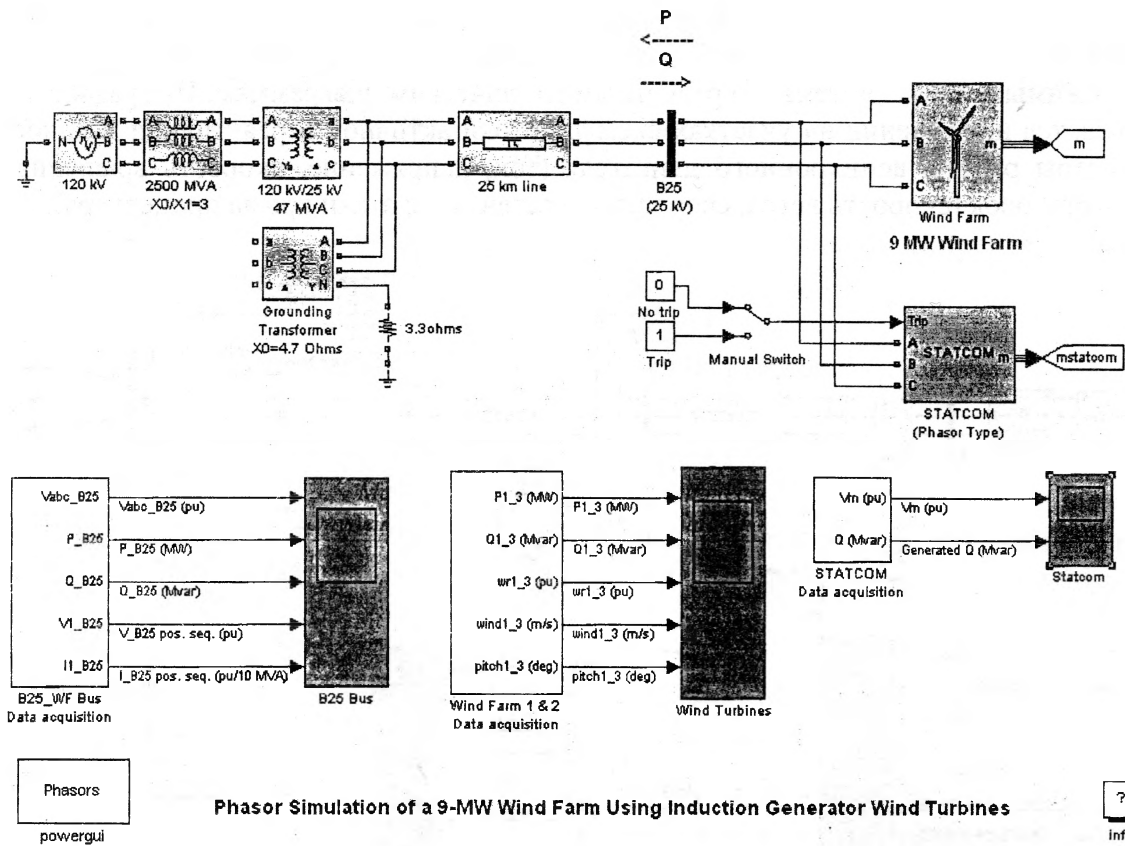 P
Q
A A A A a A A A A
N B B B b b B B B
C C C C c C C C C
m m
120 kV
2500 MVA
X0/X1=3
120 kV/25 kV
47 MVA
25 km line
B25
(25 kV)
Wind Farm
9 MW Wind Farm
a A
b B
c C
N
Grounding
Transformer
X0=4.7 Ohms
3.3ohms
0
No trip
1
Trip
Manual Switch
Trip
A
B
C
STATCOM m
mstatcom
STATCOM
(Phasor Type)
Vabc_B25 Vabc_B25 (pu)
P_B25 P_B25 (MW)
Q_B25 Q_B25 (Mvar)
V1_B25 V_B25 pos. seq. (pu)
I1_B25 I_B25 pos. seq. (pu/10 MVA)
B25_WF Bus
Data acquisition
B25 Bus
P1_3 (MW) P1_3 (MW)
Q1_3 (Mvar) Q1_3 (Mvar)
wr1_3 (pu) wr1_3 (pu)
wind1_3 (m/s) wind1_3 (m/s)
pitch1_3 (deg) pitch1_3 (deg)
Wind Farm 1 & 2
Data acquisition
Wind Turbines
Vm (pu) Vm (pu)
Q (Mvar) Generated Q (Mvar)
STATCOM
Data acquisition
Statcom
Phasors
powergui
Phasor Simulation of a 9-MW Wind Farm Using Induction Generator Wind Turbines
?